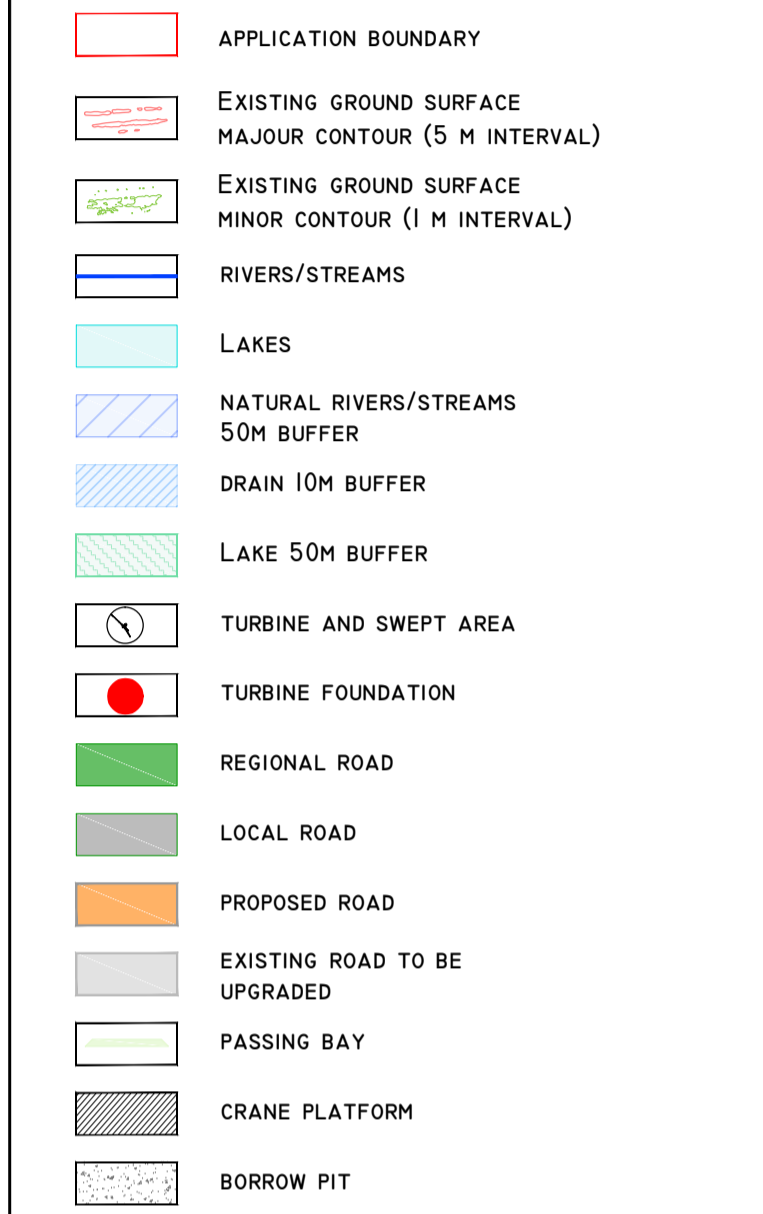 APPLICATION BOUNDARY
EXISTING GROUND SURFACE
MAJOUR CONTOUR (5 M INTERVAL)
EXISTING GROUND SURFACE
MINOR CONTOUR (1 M INTERVAL)
RIVERS/STREAMS
LAKES
NATURAL RIVERS/STREAMS
50M BUFFER
DRAIN 10M BUFFER
LAKE 50M BUFFER
TURBINE AND SWEPT AREA
TURBINE FOUNDATION
REGIONAL ROAD
LOCAL ROAD
PROPOSED ROAD
EXISTING ROAD TO BE
UPGRADED
PASSING BAY
CRANE PLATFORM
BORROW PIT